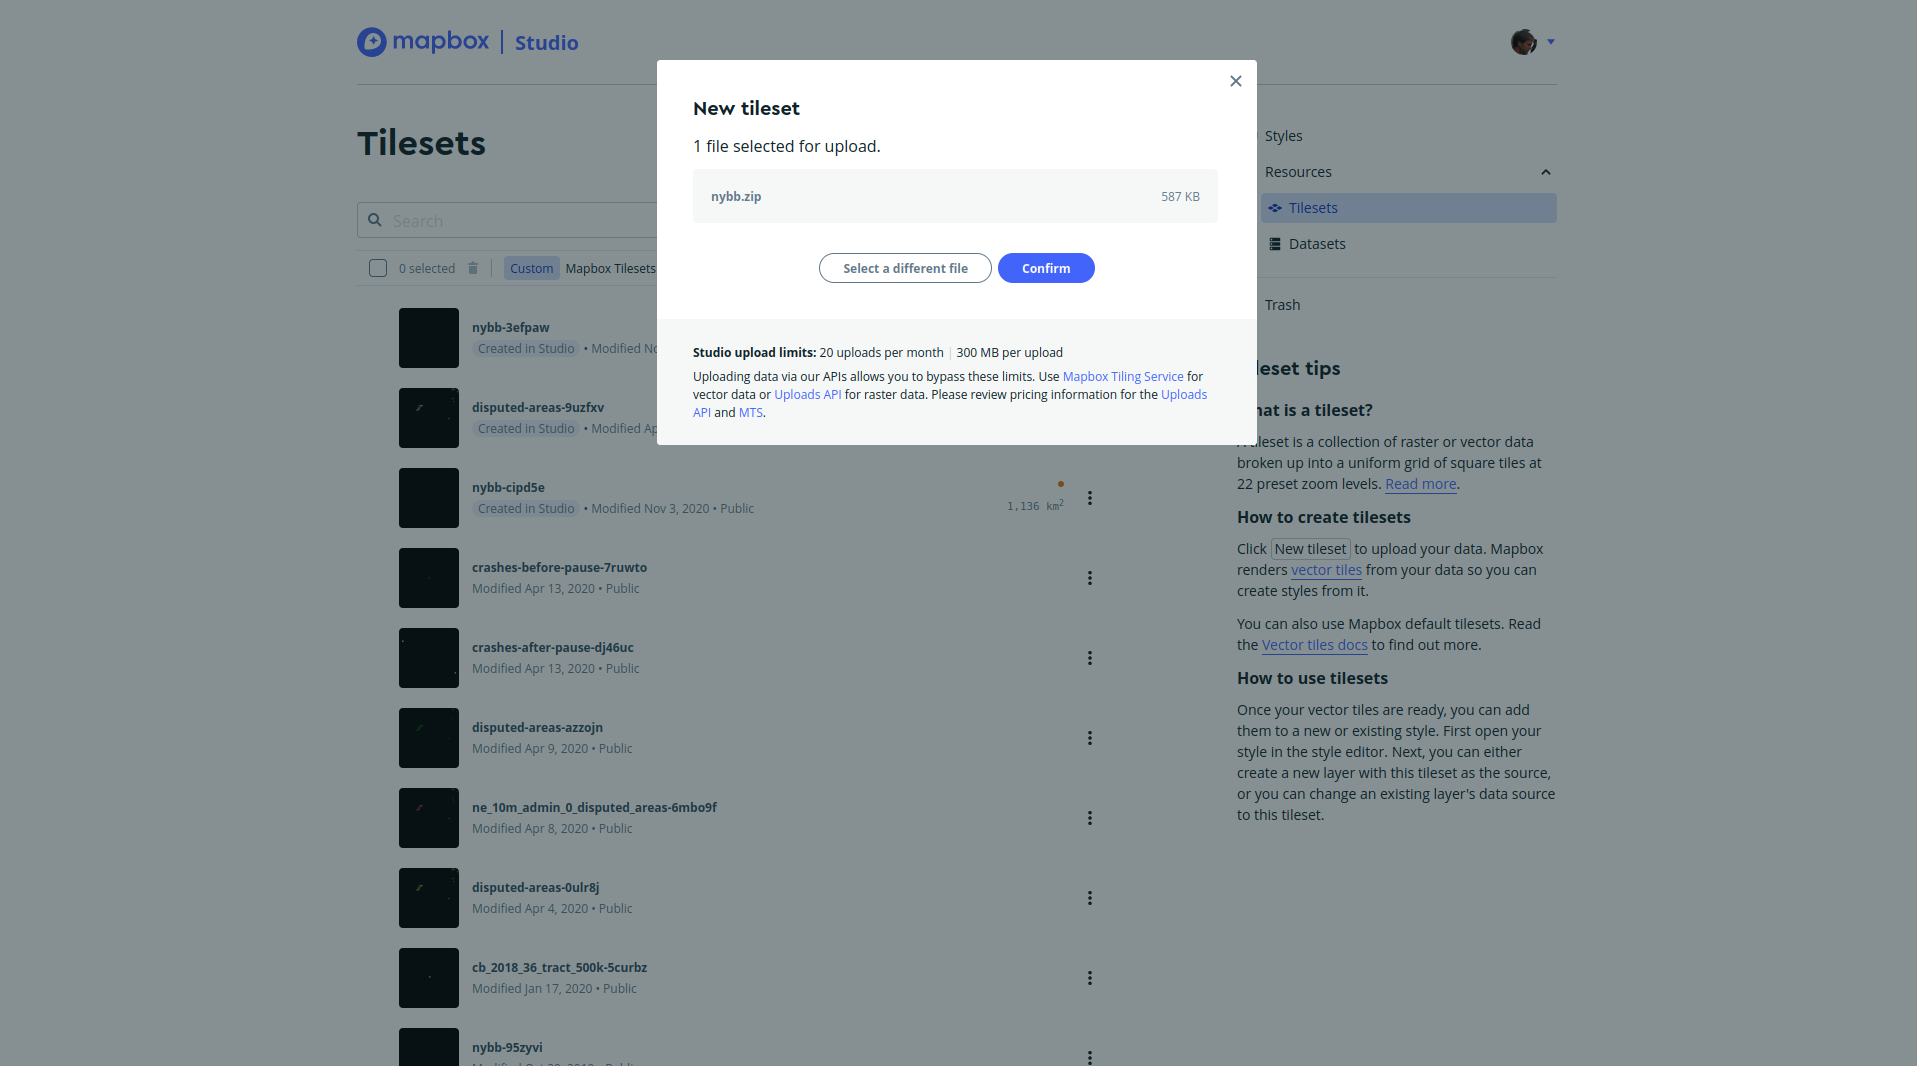 mapbox | Studio
Tilesets
Search
0 selected
Custom
Mapbox Tilesets
nybb-3efpaw
Created in Studio • Modified No
disputed-areas-9uzfxv
Created in Studio • Modified Ap
nybb-cipd5e
Created in Studio • Modified Nov 3, 2020 • Public
1,136 km²
crashes-before-pause-7ruwto
Modified Apr 13, 2020 • Public
crashes-after-pause-dj46uc
Modified Apr 13, 2020 • Public
disputed-areas-azzojn
Modified Apr 9, 2020 • Public
ne_10m_admin_0_disputed_areas-6mbo9f
Modified Apr 8, 2020 • Public
disputed-areas-0ulr8j
Modified Apr 4, 2020 • Public
cb_2018_36_tract_500k-5curbz
Modified Jan 17, 2020 • Public
nybb-95zyvi
New tileset
1 file selected for upload.
nybb.zip
587 KB
Select a different file
Confirm
Studio upload limits: 20 uploads per month | 300 MB per upload
Uploading data via our APIs allows you to bypass these limits. Use Mapbox Tiling Service for
vector data or Uploads API for raster data. Please review pricing information for the Uploads
API and MTS.
Styles
Resources
Tilesets
Datasets
Trash
leset tips
hat is a tileset?
tileset is a collection of raster or vector data
broken up into a uniform grid of square tiles at
22 preset zoom levels. Read more.
How to create tilesets
Click New tileset to upload your data. Mapbox
renders vector tiles from your data so you can
create styles from it.
You can also use Mapbox default tilesets. Read
the Vector tiles docs to find out more.
How to use tilesets
Once your vector tiles are ready, you can add
them to a new or existing style. First open your
style in the style editor. Next, you can either
create a new layer with this tileset as the source,
or you can change an existing layer's data source
to this tileset.